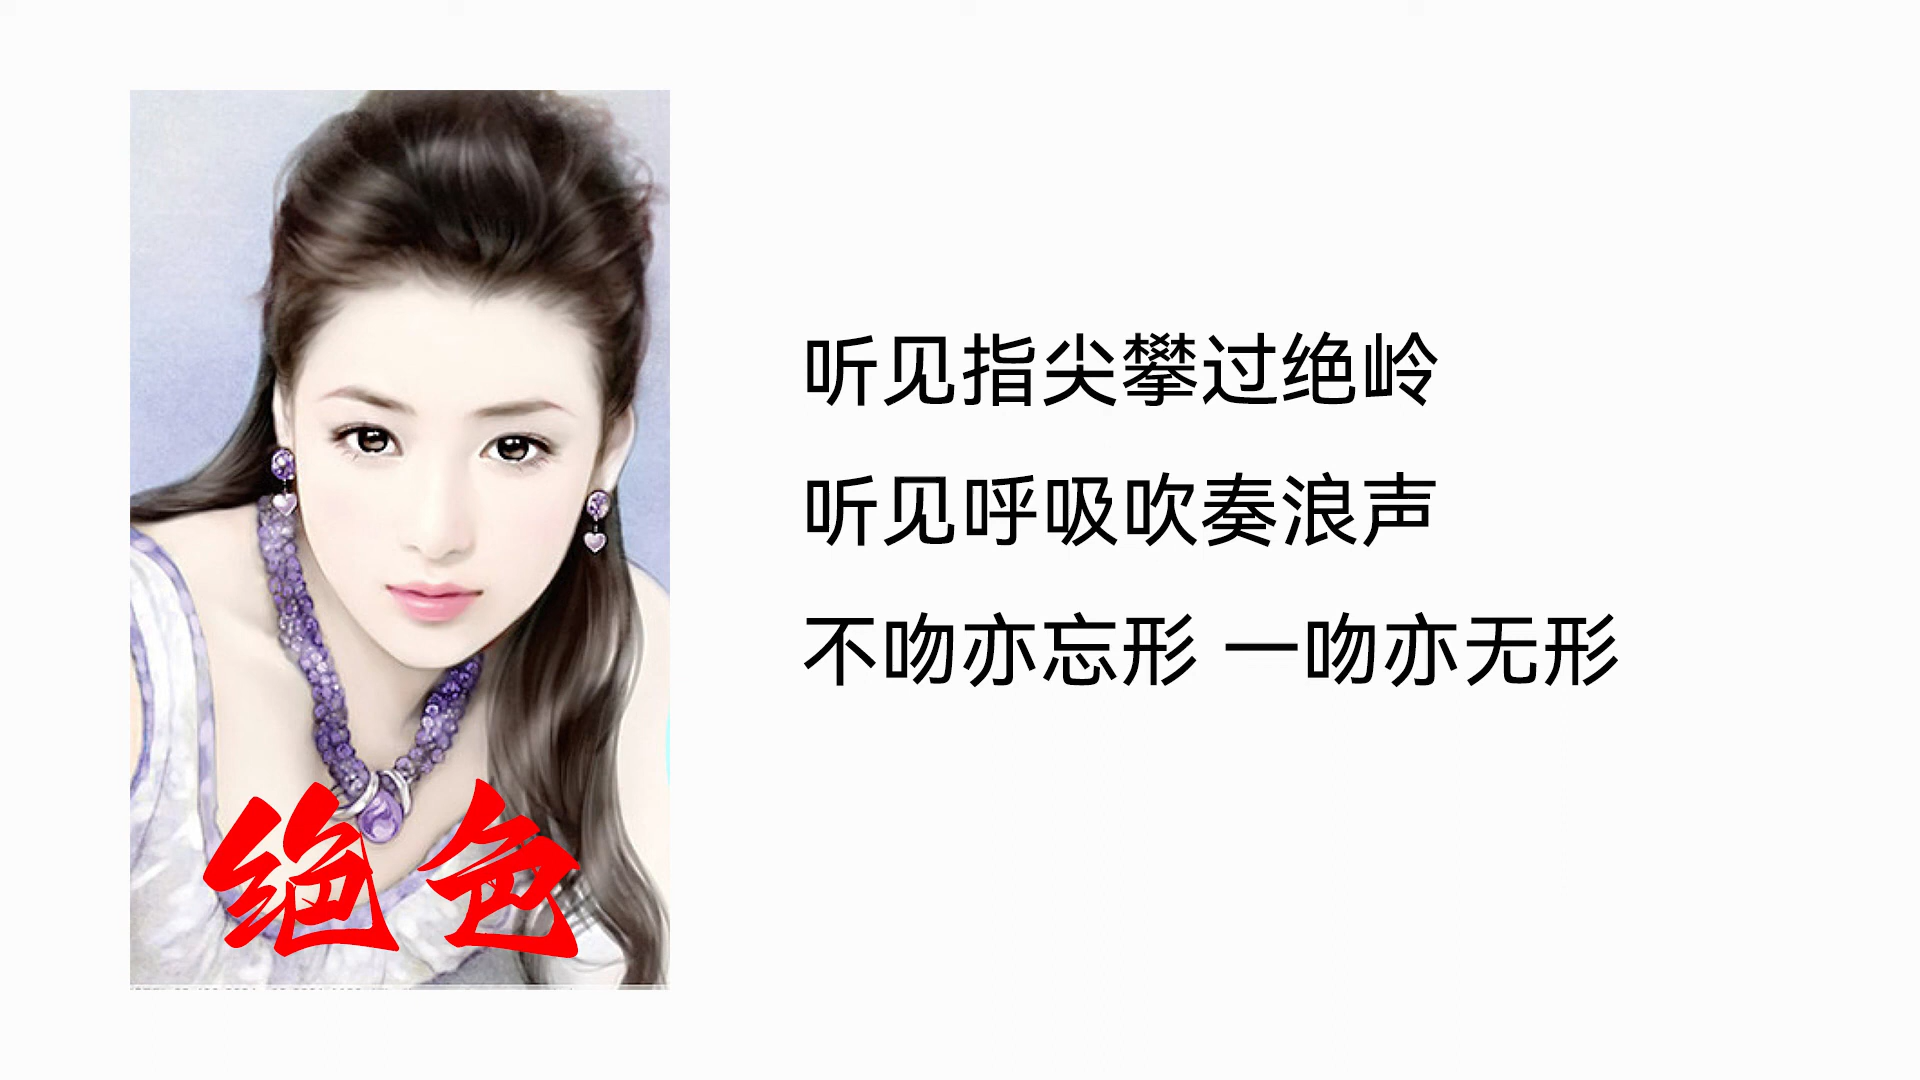 绝色
听见指尖攀过绝岭
听见呼吸吹奏浪声
不吻亦忘形 一吻亦无形